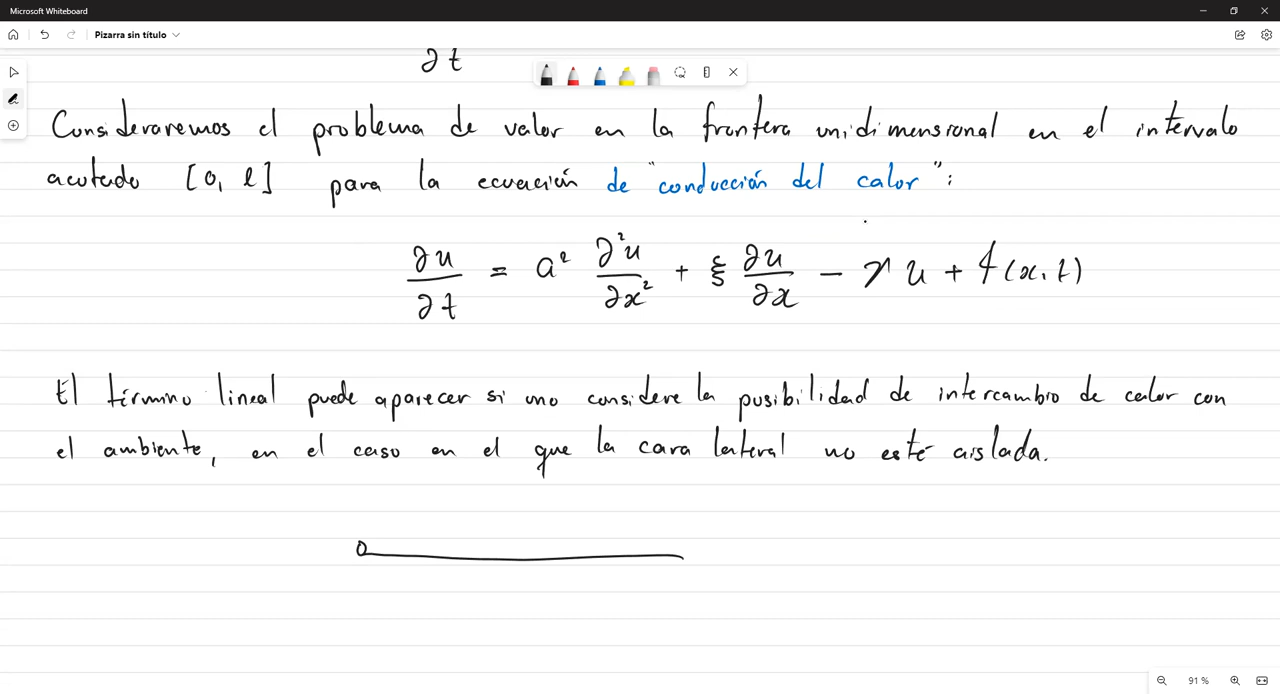 Microsoft Whiteboard
Pizarra sin título
∂t
Consideraremos el problema de valor en la frontera unidimensional en el intervalo
acotado [0, l] para la ecuación de "conducción del calor":
∂u/∂t = a² ∂²u/∂x² + ξ ∂u/∂x − γu + f(x,t)
El término lineal puede aparecer si uno considere la posibilidad de intercambio de calor con
el ambiente, en el caso en el que la cara lateral no esté aislada.
91 %